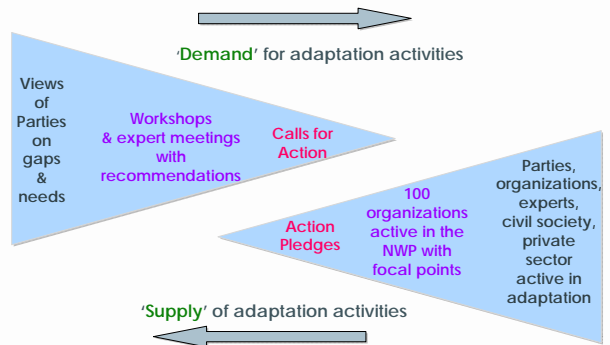 ‘Demand’ for adaptation activities
Views
of
Parties
on
gaps
&
needs
Workshops
& expert meetings
with
recommendations
Calls for
Action
Action
Pledges
100
organizations
active in the
NWP with
focal points
Parties,
organizations,
experts,
civil society,
private
sector
active in
adaptation
‘Supply’ of adaptation activities